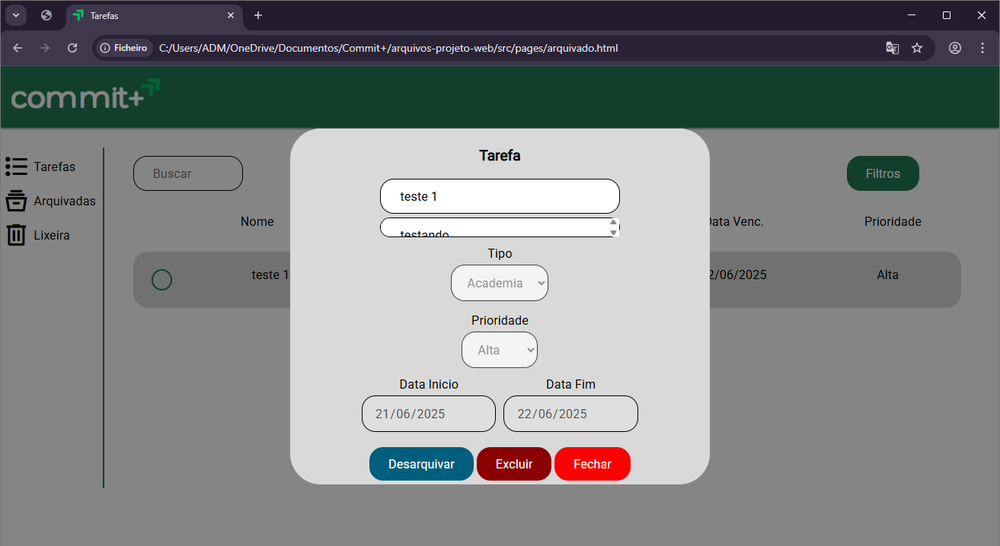 Tarefas
Ficheiro C:/Users/ADM/OneDrive/Documentos/Commit+/arquivos-projeto-web/src/pages/arquivado.html
commit+
Tarefas
Arquivadas
Lixeira
Buscar
Filtros
Nome
Data Venc.
Prioridade
teste 1
2/06/2025
Alta
Tarefa
teste 1
testando
Tipo
Academia
Prioridade
Alta
Data Inicio
Data Fim
21/06/2025
22/06/2025
Desarquivar
Excluir
Fechar